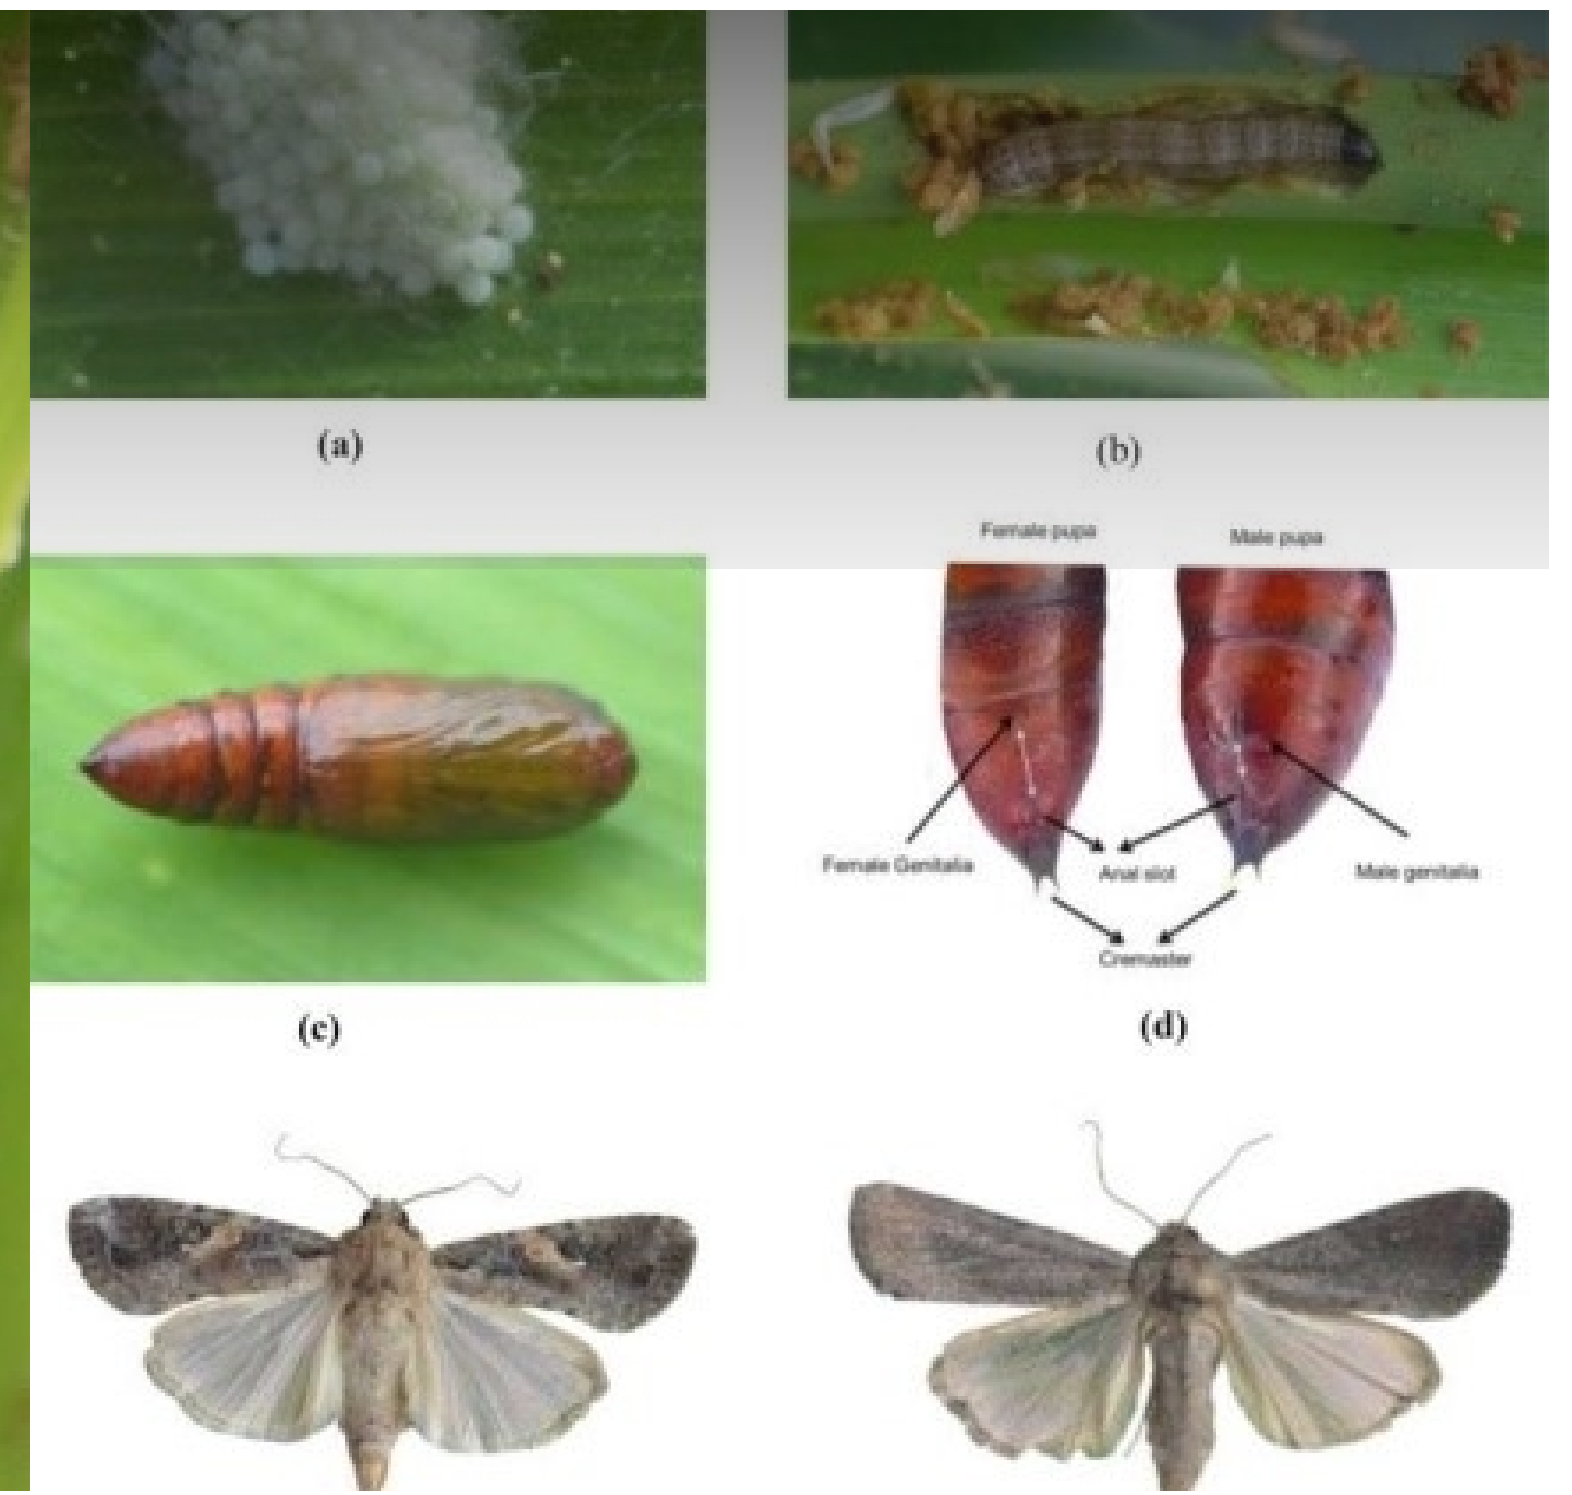 (a)
(b)
Female pupa
Male pupa
Female Genitalia
Anal slot
Male genitalia
Cremaster
(c)
(d)